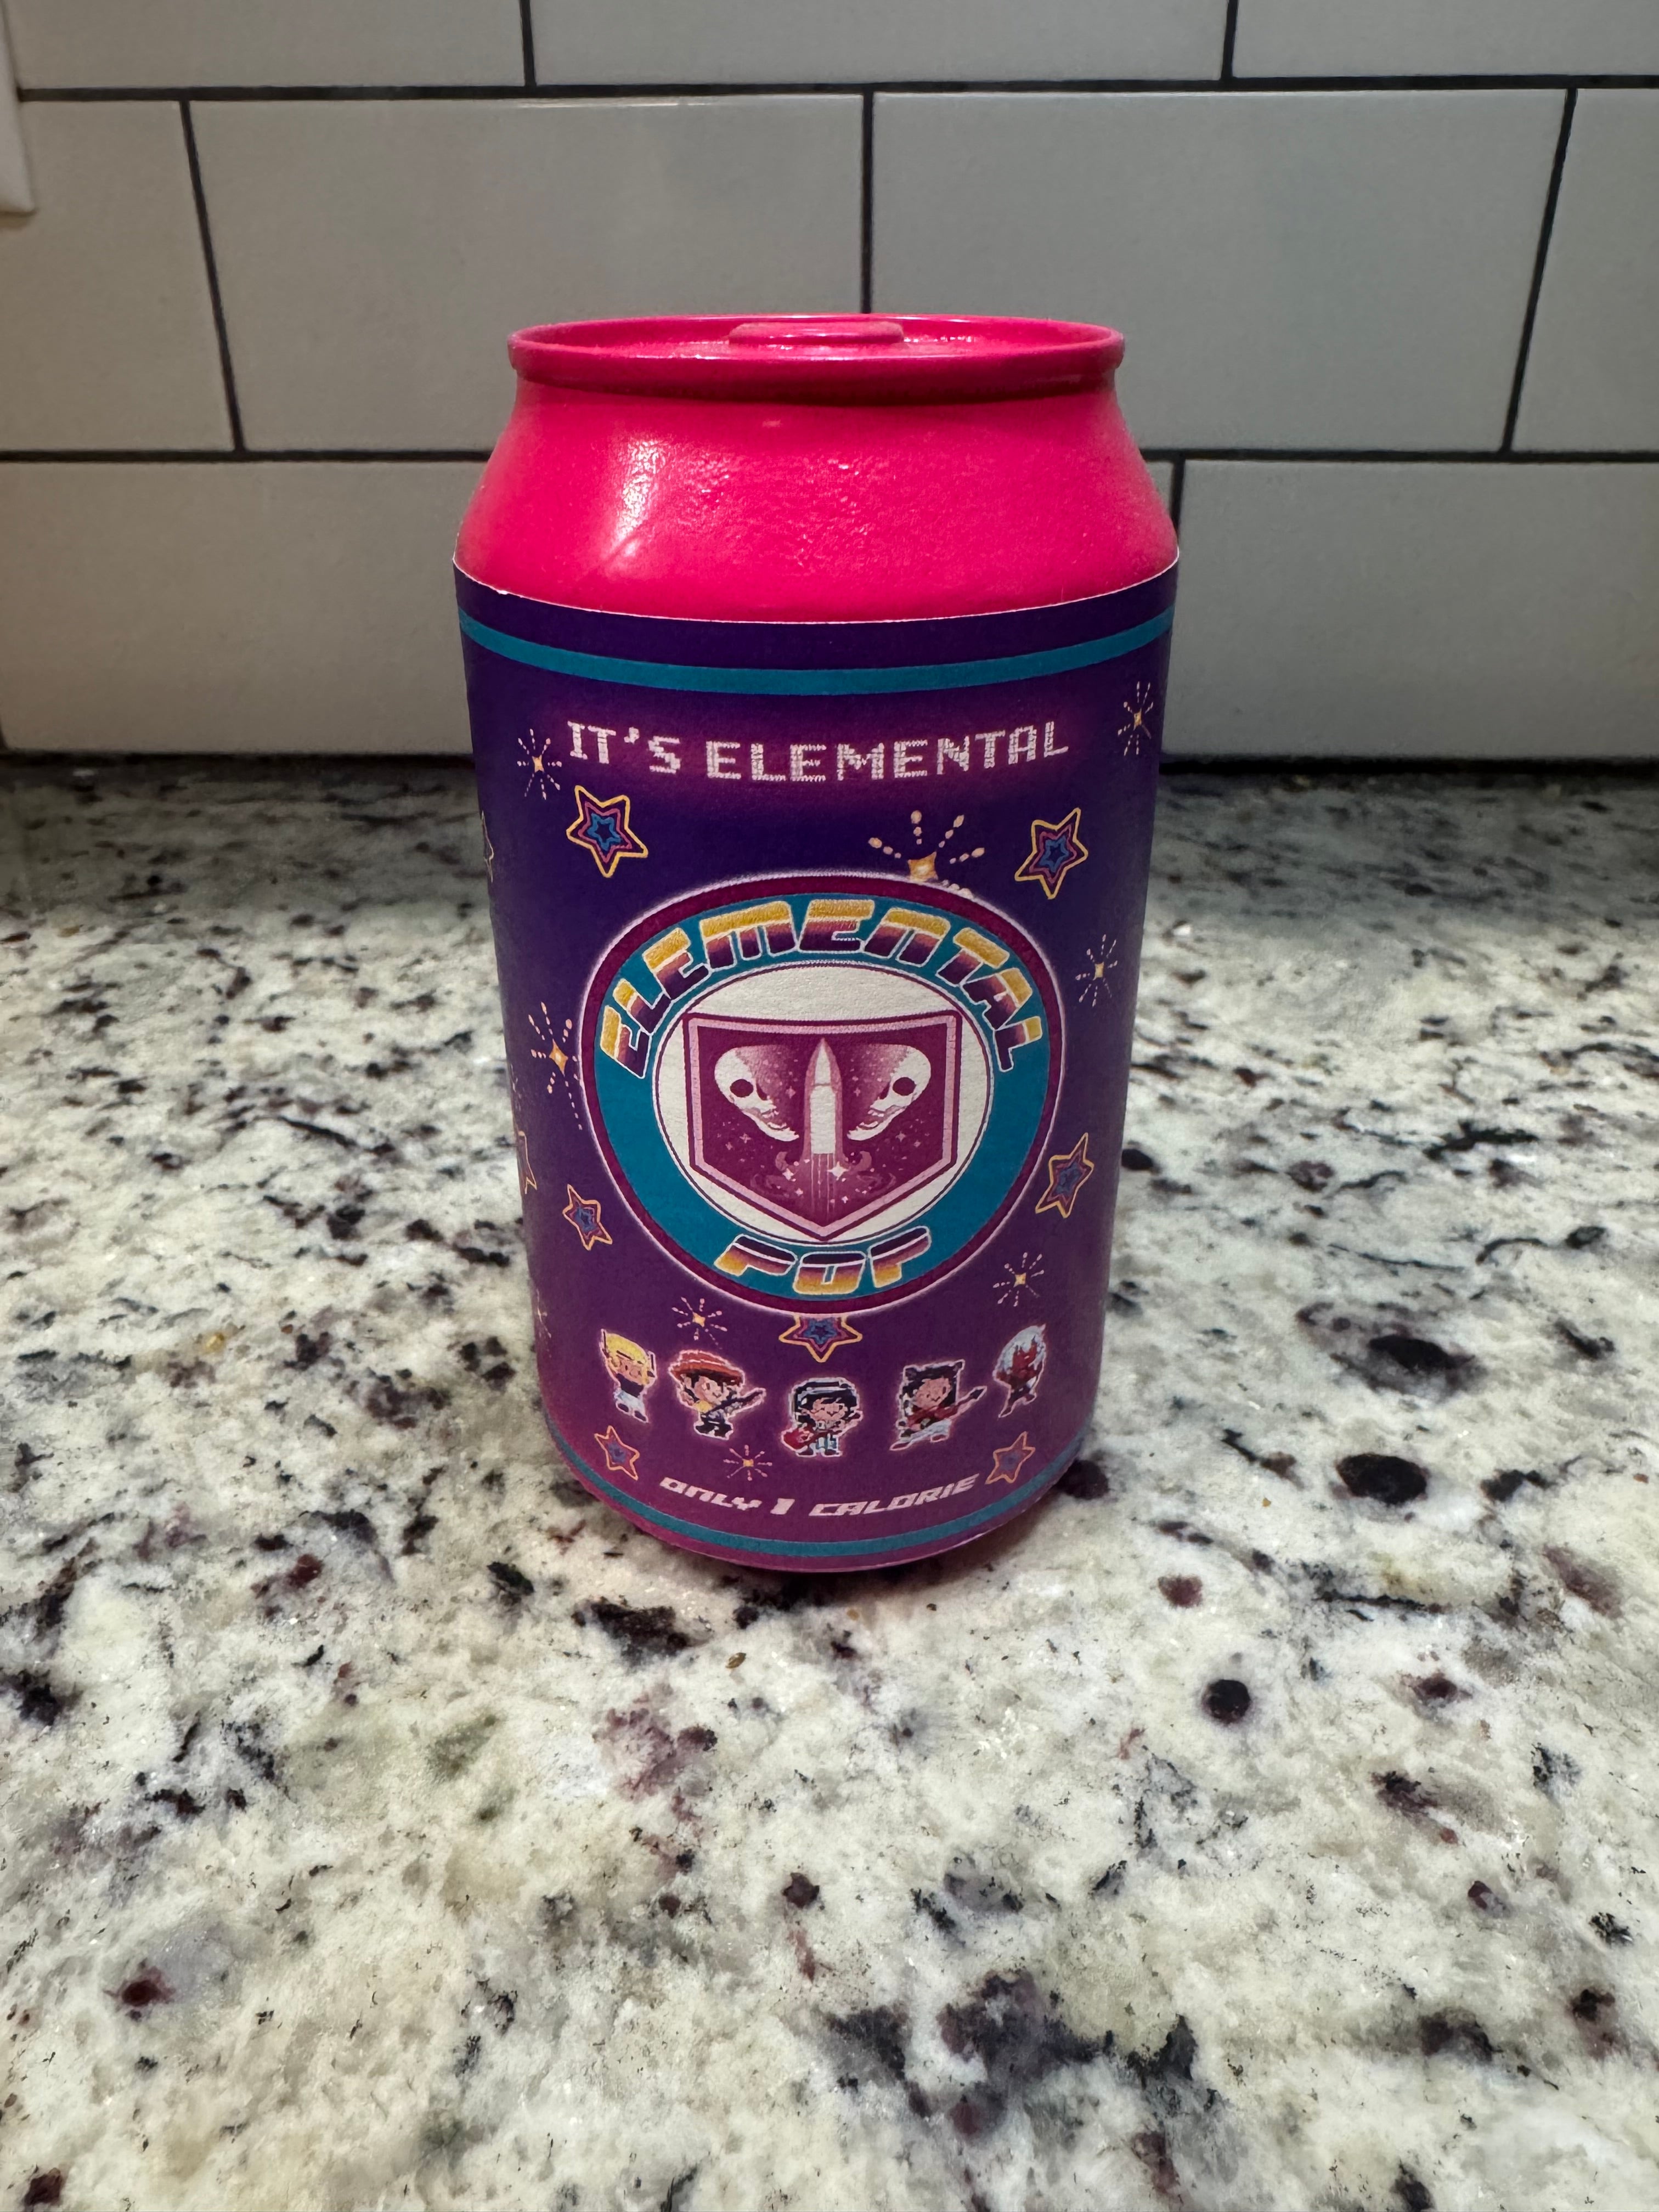 IT'S ELEMENTAL
ELEMENTAL
POP
ONLY 1 CALORIE